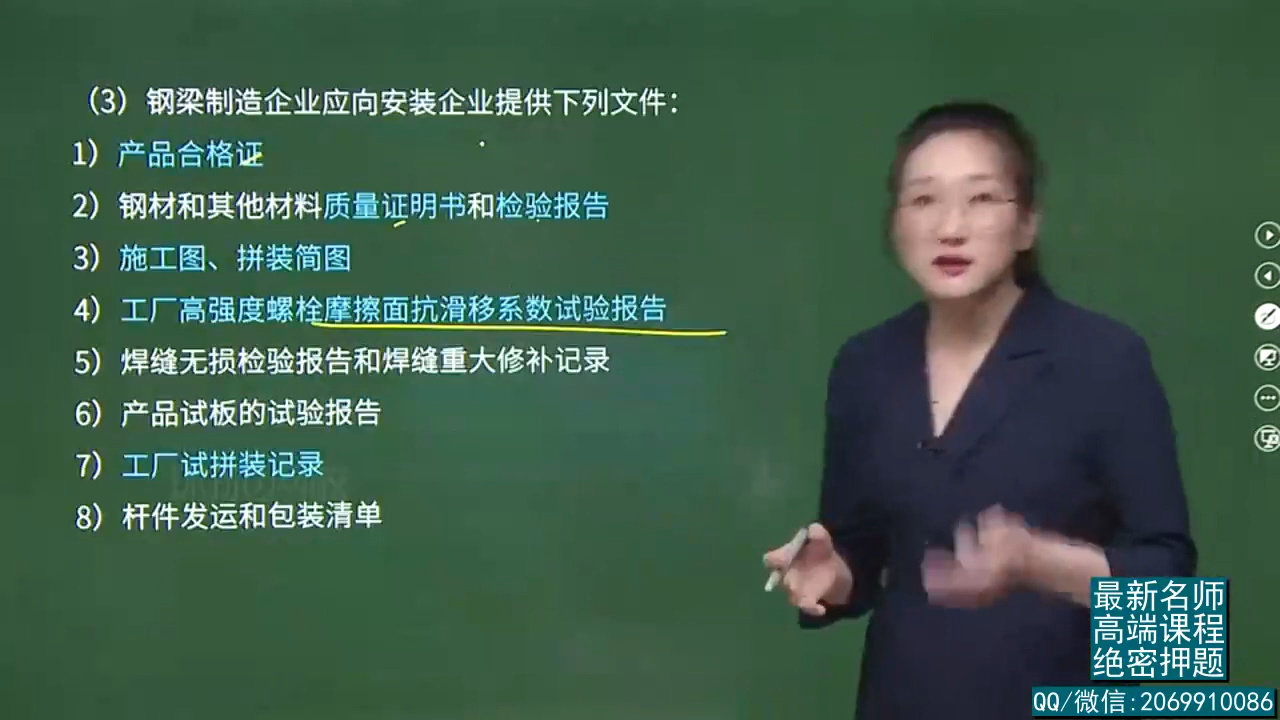 （3）钢梁制造企业应向安装企业提供下列文件：
1）产品合格证
2）钢材和其他材料质量证明书和检验报告
3）施工图、拼装简图
4）工厂高强度螺栓摩擦面抗滑移系数试验报告
5）焊缝无损检验报告和焊缝重大修补记录
6）产品试板的试验报告
7）工厂试拼装记录
8）杆件发运和包装清单
最新名师
高端课程
绝密押题
QQ/微信:2069910086